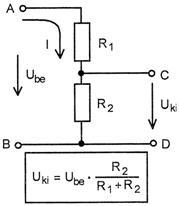 A
I
R1
Ube
C
R2
Uki
B
D
Uki = Ube · R2 / R1+R2